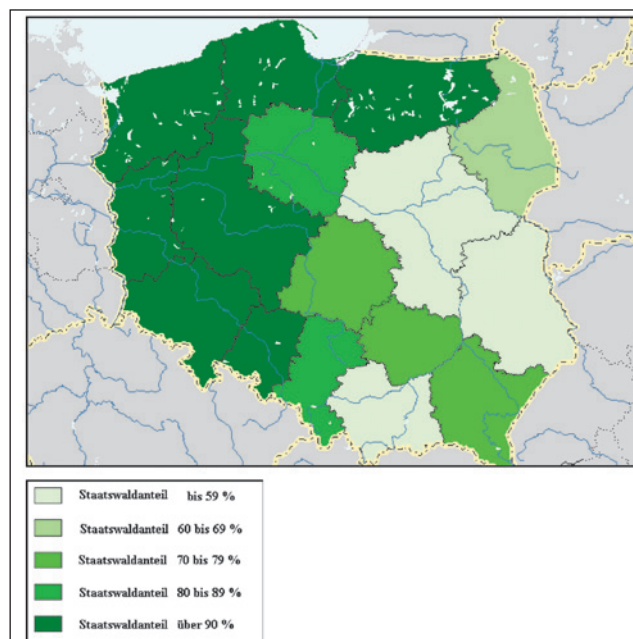 Staatswaldanteil bis 59 %
Staatswaldanteil 60 bis 69 %
Staatswaldanteil 70 bis 79 %
Staatswaldanteil 80 bis 89 %
Staatswaldanteil über 90 %